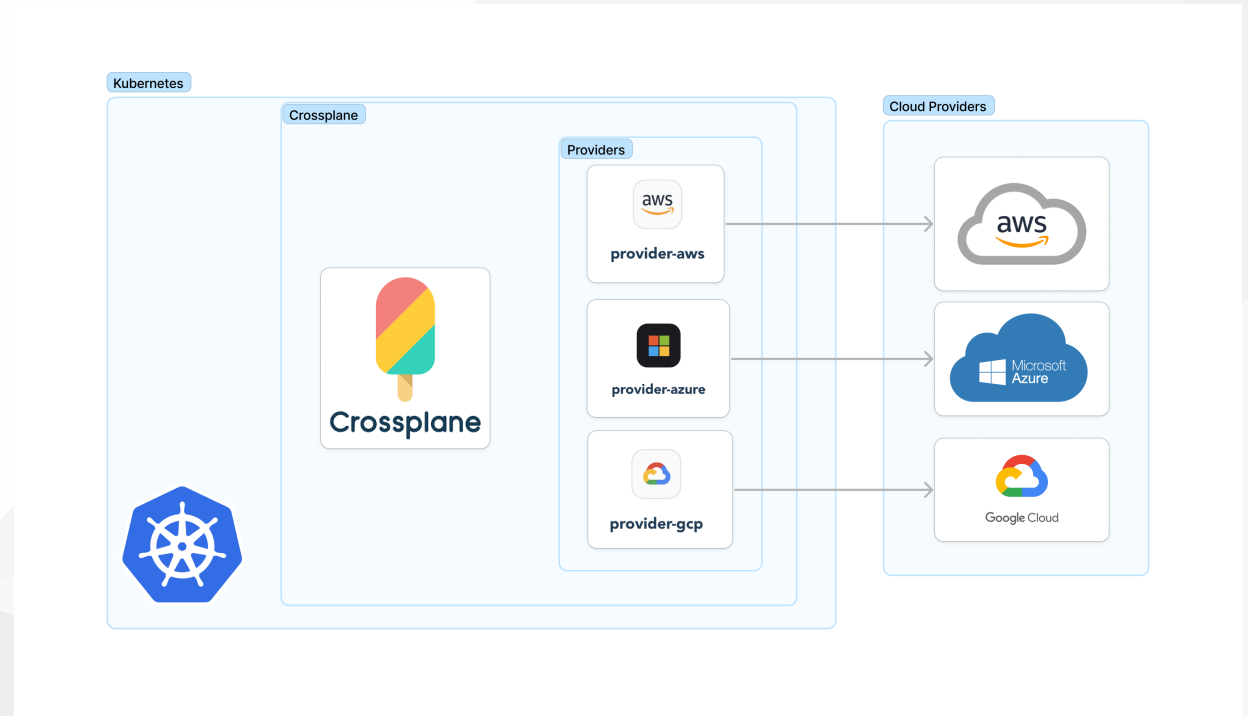 Kubernetes
Crossplane
Providers
aws
provider-aws
provider-azure
provider-gcp
Crossplane
Cloud Providers
aws
Microsoft
Azure
Google Cloud